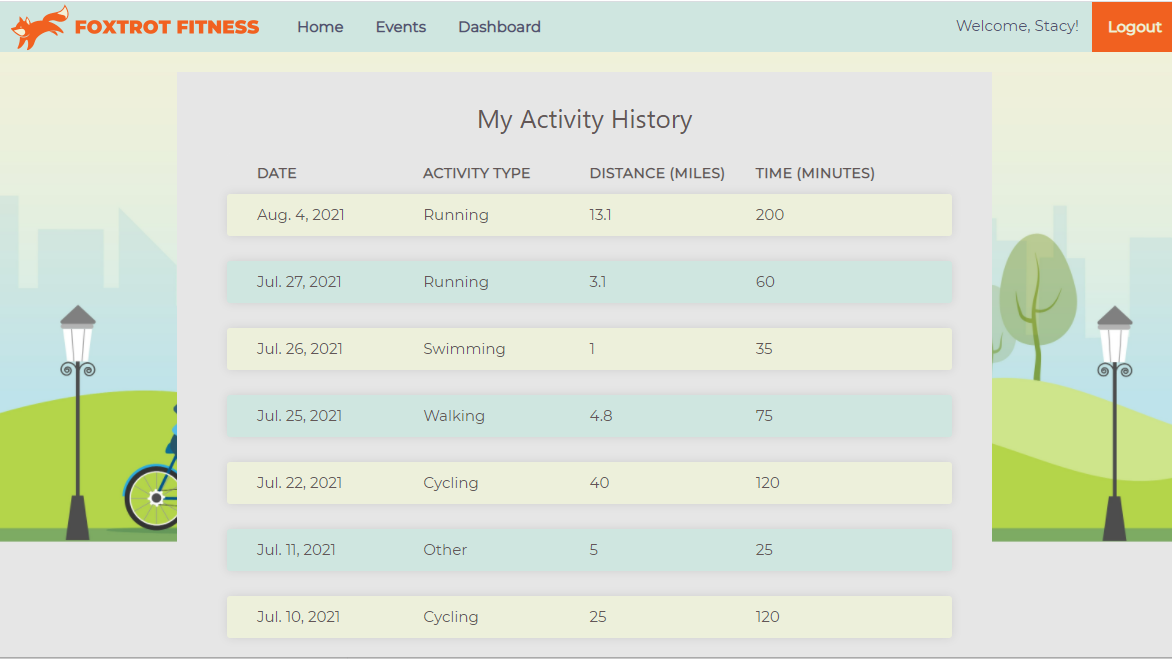 FOXTROT FITNESS Home Events Dashboard Welcome, Stacy! Logout
My Activity History
DATE ACTIVITY TYPE DISTANCE (MILES) TIME (MINUTES)
Aug. 4, 2021 Running 13.1 200
Jul. 27, 2021 Running 3.1 60
Jul. 26, 2021 Swimming 1 35
Jul. 25, 2021 Walking 4.8 75
Jul. 22, 2021 Cycling 40 120
Jul. 11, 2021 Other 5 25
Jul. 10, 2021 Cycling 25 120